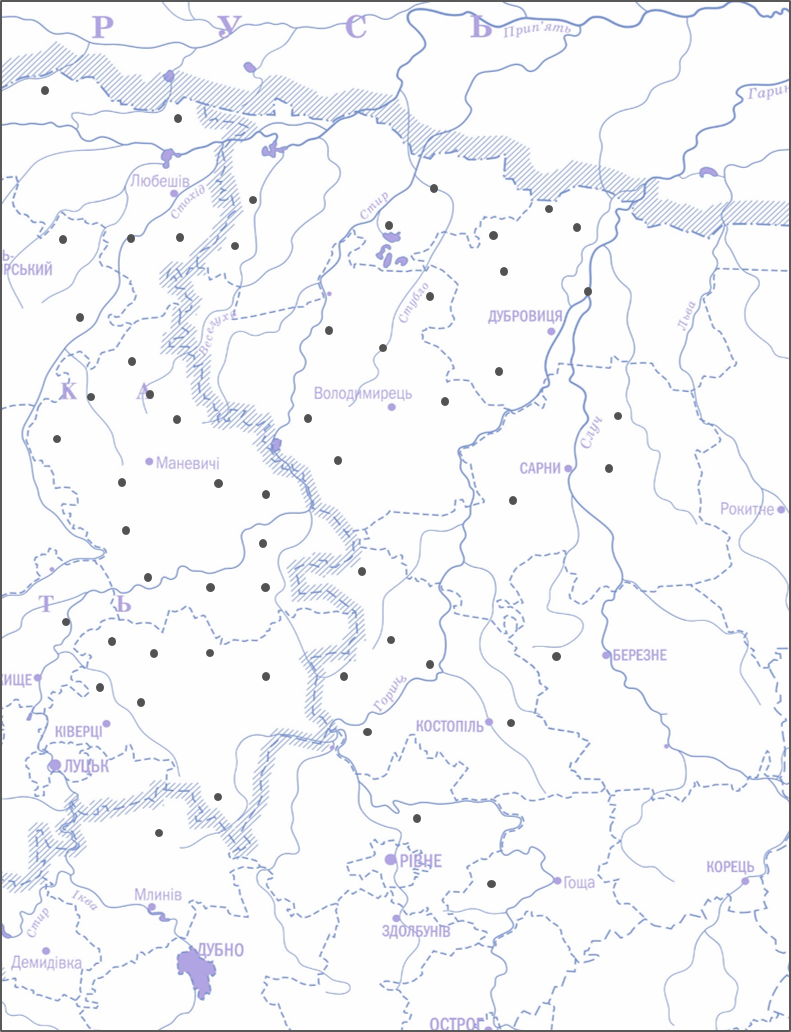 РУСЬ
Прип'ять
Гарин
Любешів
Стохід
Стир
Ь-
РСЬКИЙ
Стубло
Веселуха
ДУБРОВИЦЯ
Льва
К А
Володимирець
Случ
Маневичі
САРНИ
Рокитне
Т Ь
БЕРЕЗНЕ
ИЩЕ
Горинь
КІВЕРЦІ
КОСТОПІЛЬ
ЛУЦЬК
РІВНЕ
КОРЕЦЬ
Гоща
Млинів
Іква
Стир
ЗДОЛБУНІВ
ДУБНО
Демидівка
ОСТРОГ